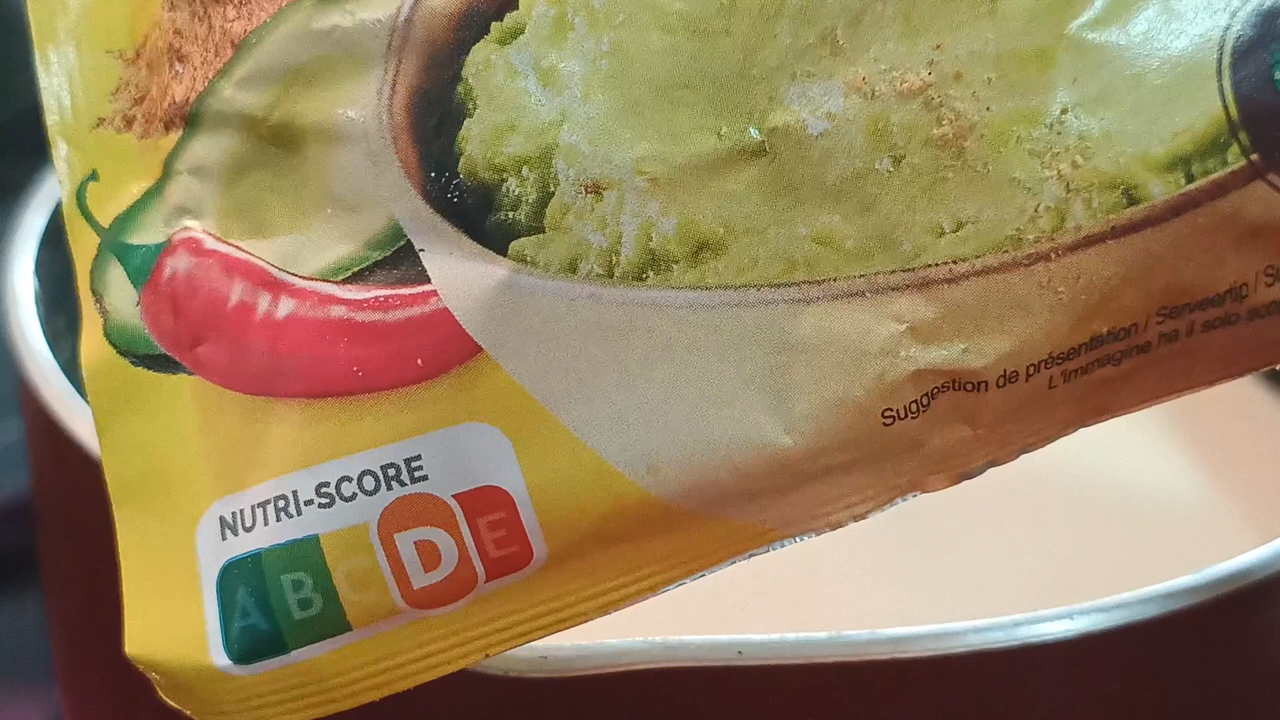 Suggestion de présentation / Serveertip /
L'immagine ha il solo
NUTRI-SCORE
A B C D E